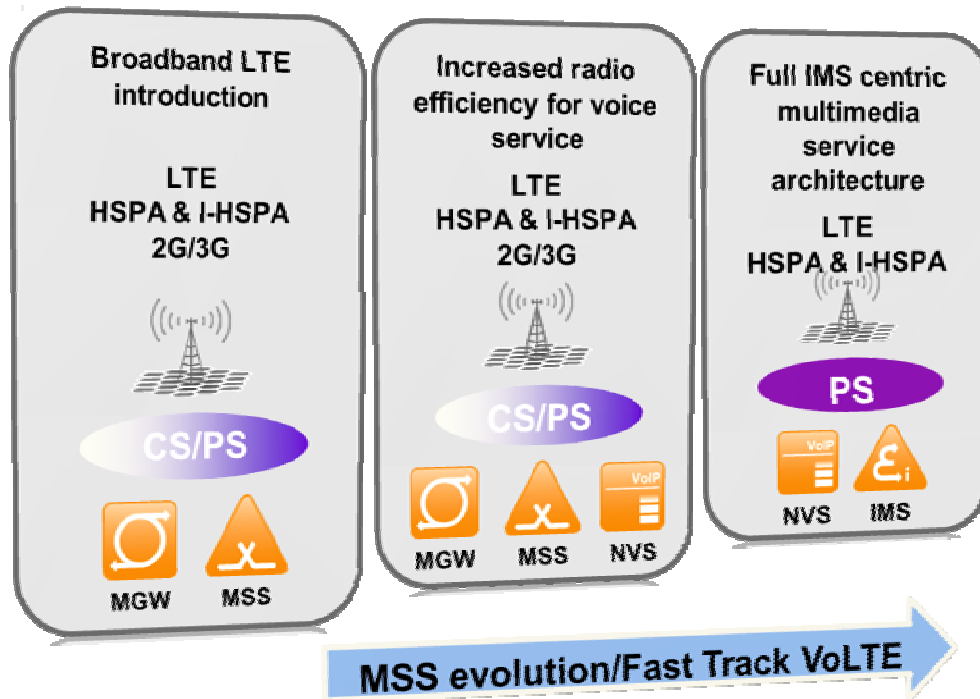 Broadband LTE
introduction
LTE
HSPA & I-HSPA
2G/3G
CS/PS
MGW
MSS
Increased radio
efficiency for voice
service
LTE
HSPA & I-HSPA
2G/3G
CS/PS
VoIP
MGW
MSS
NVS
Full IMS centric
multimedia
service
architecture
LTE
HSPA & I-HSPA
PS
VoIP
εi
NVS
IMS
MSS evolution/Fast Track VoLTE